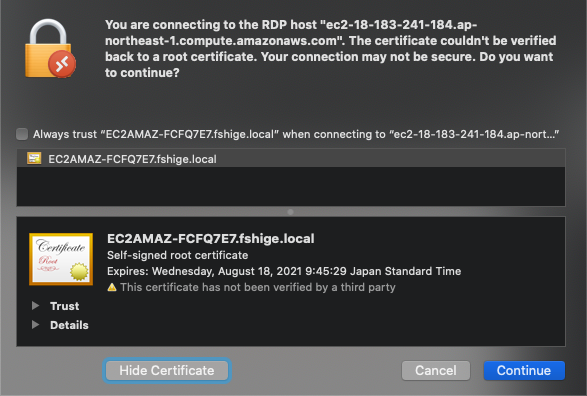 You are connecting to the RDP host "ec2-18-183-241-184.ap-
northeast-1.compute.amazonaws.com". The certificate couldn't be verified
back to a root certificate. Your connection may not be secure. Do you want
to continue?
Always trust “EC2AMAZ-FCFQ7E7.fshige.local” when connecting to “ec2-18-183-241-184.ap-nort…”
EC2AMAZ-FCFQ7E7.fshige.local
Certificate
Root
EC2AMAZ-FCFQ7E7.fshige.local
Self-signed root certificate
Expires: Wednesday, August 18, 2021 9:45:29 Japan Standard Time
This certificate has not been verified by a third party
Trust
Details
Hide Certificate
Cancel
Continue